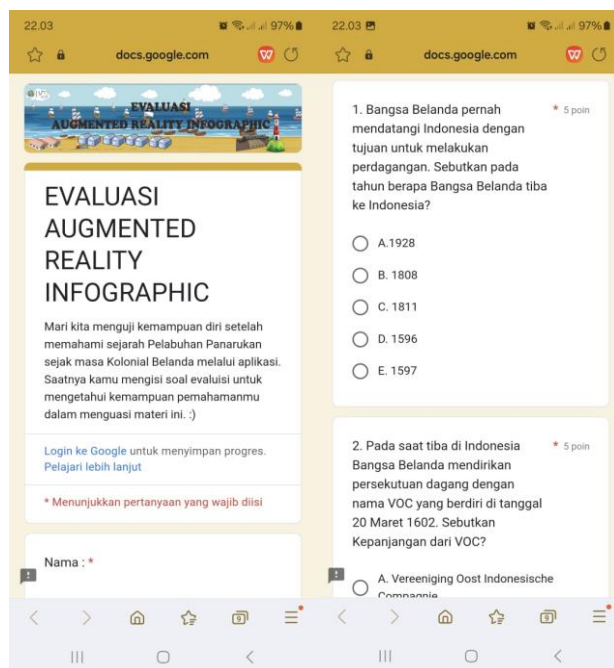 22.03
97%
docs.google.com
EVALUASI
AUGMENTED REALITY INFOGRAPHIC
EVALUASI
AUGMENTED
REALITY
INFOGRAPHIC
Mari kita menguji kemampuan diri setelah
memahami sejarah Pelabuhan Panarukan
sejak masa Kolonial Belanda melalui aplikasi.
Saatnya kamu mengisi soal evaluisi untuk
mengetahui kemampuan pemahamanmu
dalam menguasi materi ini. :)
Login ke Google untuk menyimpan progres.
Pelajari lebih lanjut
* Menunjukkan pertanyaan yang wajib diisi
Nama : *
9
22.03
97%
docs.google.com
1. Bangsa Belanda pernah * 5 poin
mendatangi Indonesia dengan
tujuan untuk melakukan
perdagangan. Sebutkan pada
tahun berapa Bangsa Belanda tiba
ke Indonesia?
A.1928
B. 1808
C. 1811
D. 1596
E. 1597
2. Pada saat tiba di Indonesia * 5 poin
Bangsa Belanda mendirikan
persekutuan dagang dengan
nama VOC yang berdiri di tanggal
20 Maret 1602. Sebutkan
Kepanjangan dari VOC?
A. Vereeniging Oost Indonesische
Compagnie
9